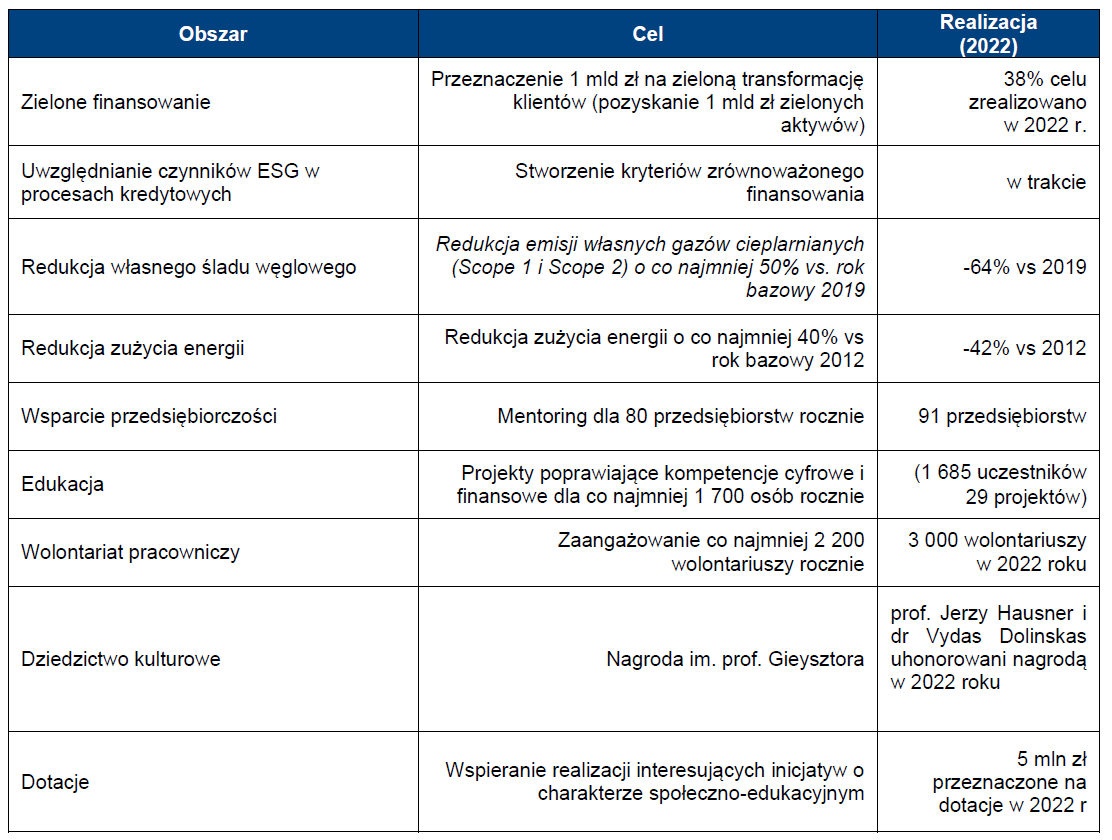 Obszar
Cel
Realizacja
(2022)
Zielone finansowanie
Przeznaczenie 1 mld zł na zieloną transformację
klientów (pozyskanie 1 mld zł zielonych
aktywów)
38% celu
zrealizowano
w 2022 r.
Uwzględnianie czynników ESG w
procesach kredytowych
Stworzenie kryteriów zrównoważonego
finansowania
w trakcie
Redukcja własnego śladu węglowego
Redukcja emisji własnych gazów cieplarnianych
(Scope 1 i Scope 2) o co najmniej 50% vs. rok
bazowy 2019
-64% vs 2019
Redukcja zużycia energii
Redukcja zużycia energii o co najmniej 40% vs
rok bazowy 2012
-42% vs 2012
Wsparcie przedsiębiorczości
Mentoring dla 80 przedsiębiorstw rocznie
91 przedsiębiorstw
Edukacja
Projekty poprawiające kompetencje cyfrowe i
finansowe dla co najmniej 1 700 osób rocznie
(1 685 uczestników
29 projektów)
Wolontariat pracowniczy
Zaangażowanie co najmniej 2 200
wolontariuszy rocznie
3 000 wolontariuszy
w 2022 roku
Dziedzictwo kulturowe
Nagroda im. prof. Gieysztora
prof. Jerzy Hausner i
dr Vydas Dolinskas
uhonorowani nagrodą
w 2022 roku
Dotacje
Wspieranie realizacji interesujących inicjatyw o
charakterze społeczno-edukacyjnym
5 mln zł
przeznaczone na
dotacje w 2022 r